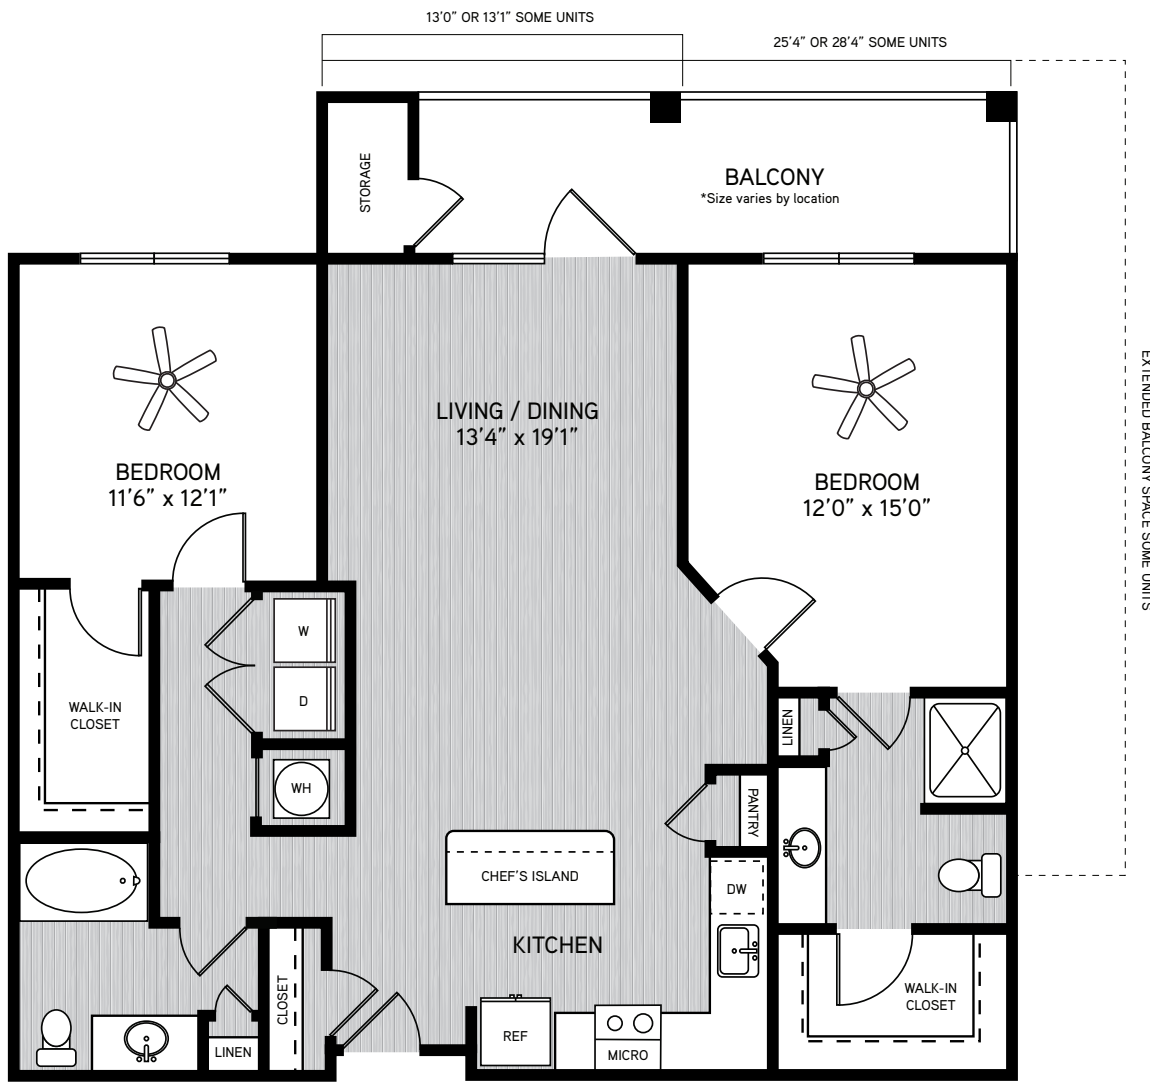 13’0” OR 13’1” SOME UNITS
25’4” OR 28’4” SOME UNITS
STORAGE
BALCONY
*Size varies by location
EXTENDED BALCONY SPACE SOME UNITS
LIVING / DINING
13’4” x 19’1”
BEDROOM
11’6” x 12’1”
BEDROOM
12’0” x 15’0”
W
D
WALK-IN
CLOSET
WH
LINEN
PANTRY
CHEF’S ISLAND
DW
KITCHEN
CLOSET
WALK-IN
CLOSET
REF
MICRO
LINEN